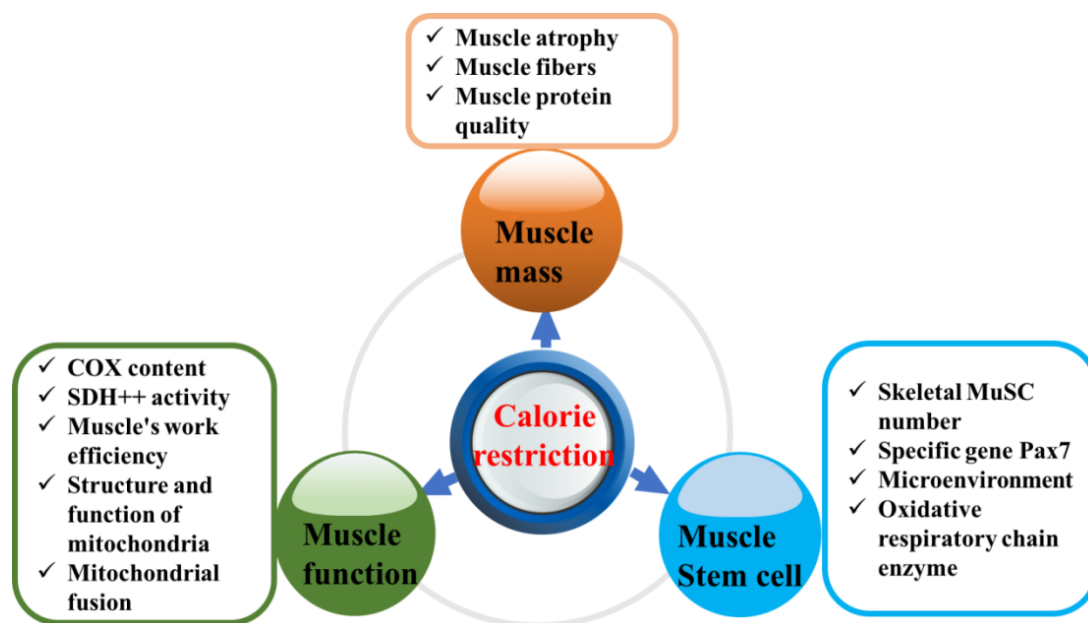 ✓ Muscle atrophy
✓ Muscle fibers
✓ Muscle protein
quality
Muscle
mass
✓ COX content
✓ SDH++ activity
✓ Muscle's work
efficiency
✓ Structure and
function of
mitochondria
✓ Mitochondrial
fusion
Calorie
restriction
✓ Skeletal MuSC
number
✓ Specific gene Pax7
✓ Microenvironment
✓ Oxidative
respiratory chain
enzyme
Muscle
function
Muscle
Stem cell